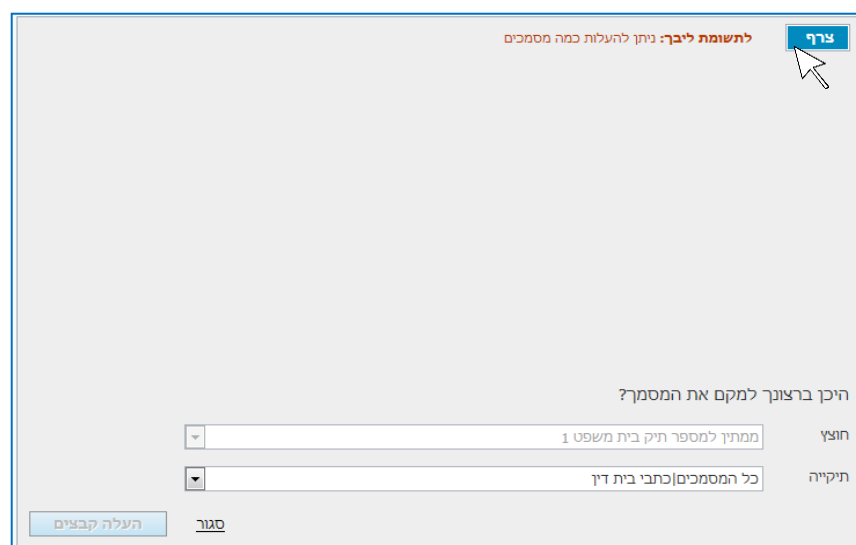 צרף לתשומת ליבך: ניתן להעלות כמה מסמכים
היכן ברצונך למקם את המסמך?
חוצץ ממתין למספר תיק בית משפט 1
תיקייה כל המסמכים|כתבי בית דין
סגור העלה קבצים